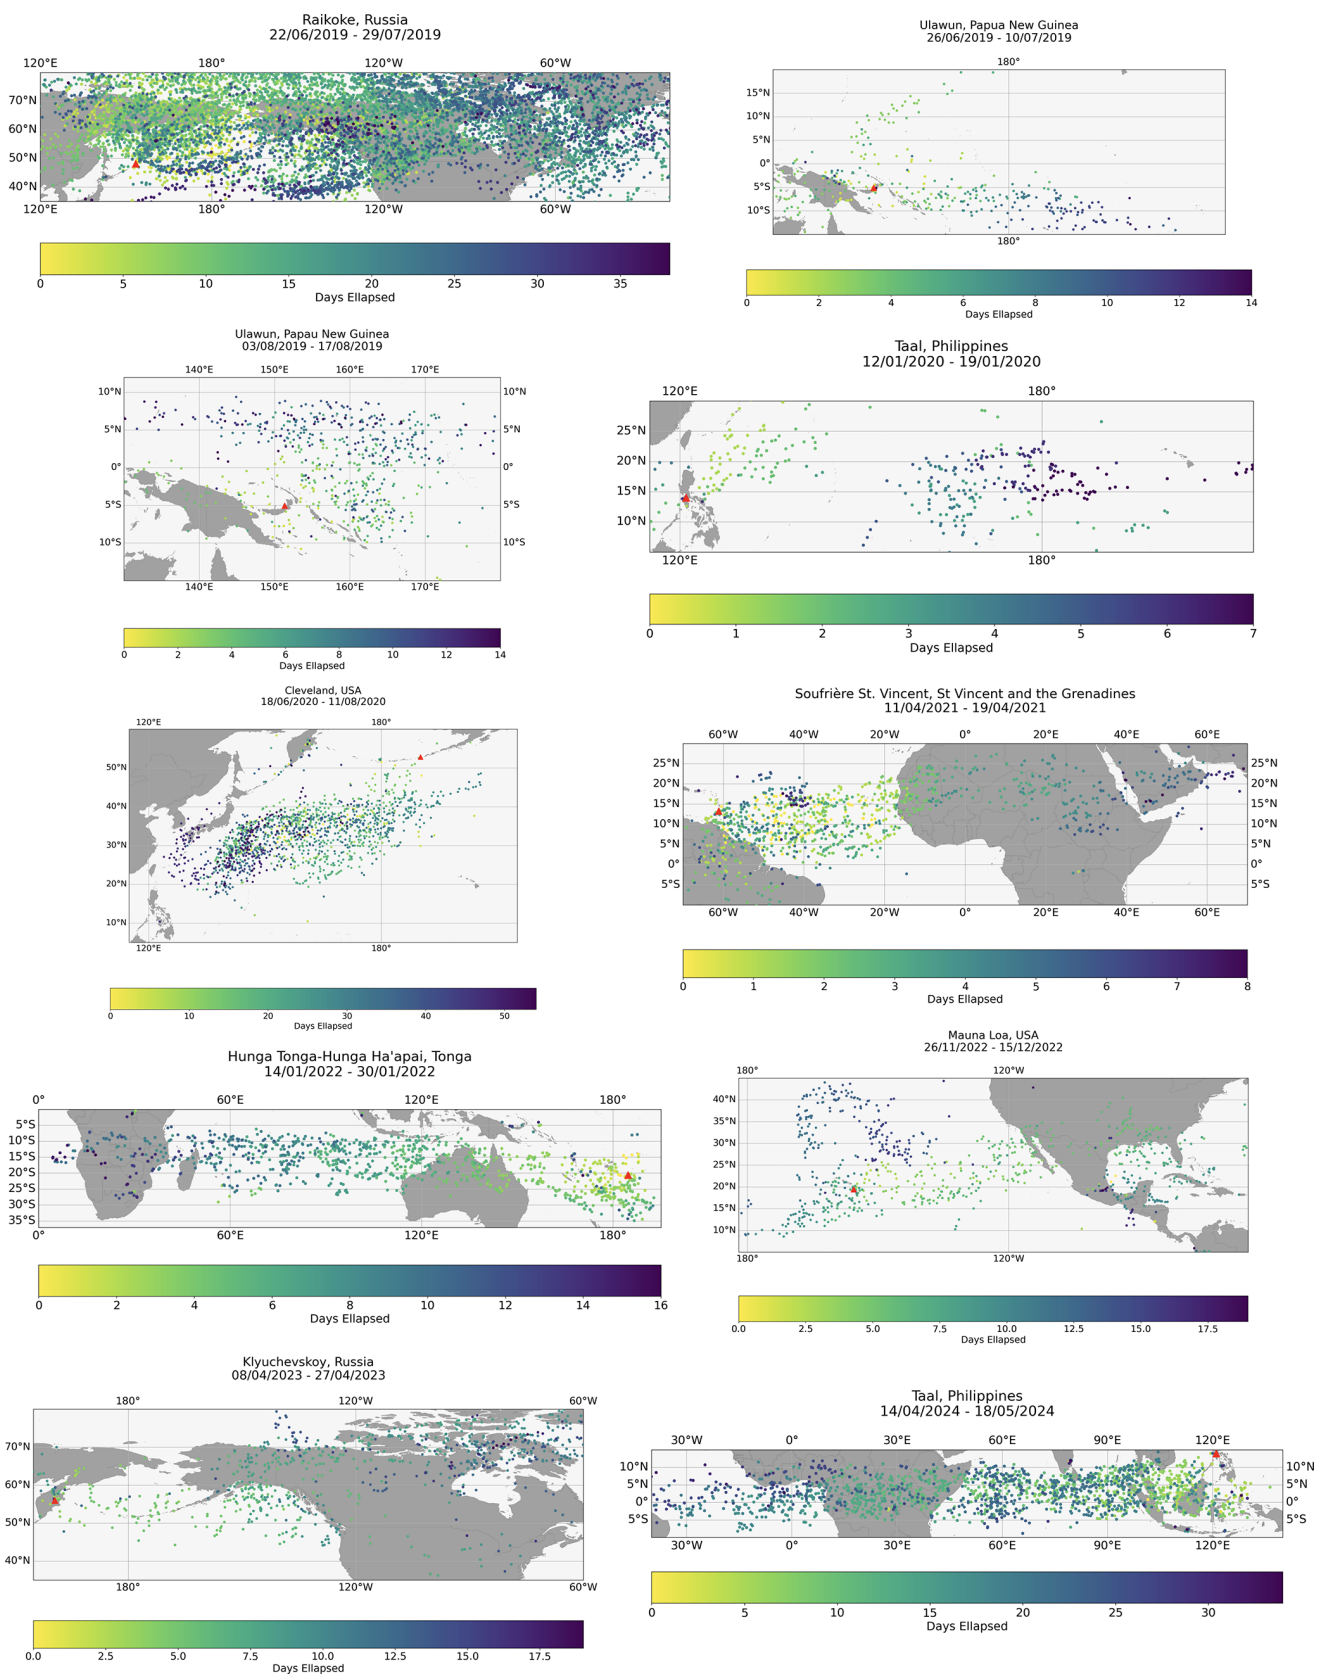 Raikoke, Russia
22/06/2019 - 29/07/2019
120°E 180° 120°W 60°W
70°N
60°N
50°N
40°N
120°E 180° 120°W 60°W
0 5 10 15 20 25 30 35
Days Ellapsed
Ulawun, Papua New Guinea
26/06/2019 - 10/07/2019
180°
15°N
10°N
5°N
0°
5°S
10°S
180°
0 2 4 6 8 10 12 14
Days Ellapsed
Ulawun, Papau New Guinea
03/08/2019 - 17/08/2019
140°E 150°E 160°E 170°E
10°N 10°N
5°N 5°N
0° 0°
5°S 5°S
10°S 10°S
140°E 150°E 160°E 170°E
0 2 4 6 8 10 12 14
Days Ellapsed
Taal, Philippines
12/01/2020 - 19/01/2020
120°E 180°
25°N
20°N
15°N
10°N
120°E 180°
0 1 2 3 4 5 6 7
Days Ellapsed
Cleveland, USA
18/06/2020 - 11/08/2020
120°E 180°
50°N
40°N
30°N
20°N
10°N
120°E 180°
0 10 20 30 40 50
Days Ellapsed
Soufrière St. Vincent, St Vincent and the Grenadines
11/04/2021 - 19/04/2021
60°W 40°W 20°W 0° 20°E 40°E 60°E
25°N 25°N
20°N 20°N
15°N 15°N
10°N 10°N
5°N 5°N
0° 0°
5°S 5°S
60°W 40°W 20°W 0° 20°E 40°E 60°E
0 1 2 3 4 5 6 7 8
Days Ellapsed
Hunga Tonga-Hunga Ha'apai, Tonga
14/01/2022 - 30/01/2022
0° 60°E 120°E 180°
5°S
10°S
15°S
20°S
25°S
30°S
35°S
0° 60°E 120°E 180°
0 2 4 6 8 10 12 14 16
Days Ellapsed
Mauna Loa, USA
26/11/2022 - 15/12/2022
180° 120°W
40°N
35°N
30°N
25°N
20°N
15°N
10°N
180° 120°W
0.0 2.5 5.0 7.5 10.0 12.5 15.0 17.5
Days Ellapsed
Klyuchevskoy, Russia
08/04/2023 - 27/04/2023
180° 120°W 60°W
70°N
60°N
50°N
40°N
180° 120°W 60°W
0.0 2.5 5.0 7.5 10.0 12.5 15.0 17.5
Days Ellapsed
Taal, Philippines
14/04/2024 - 18/05/2024
30°W 0° 30°E 60°E 90°E 120°E
10°N 10°N
5°N 5°N
0° 0°
5°S 5°S
30°W 0° 30°E 60°E 90°E 120°E
0 5 10 15 20 25 30
Days Ellapsed